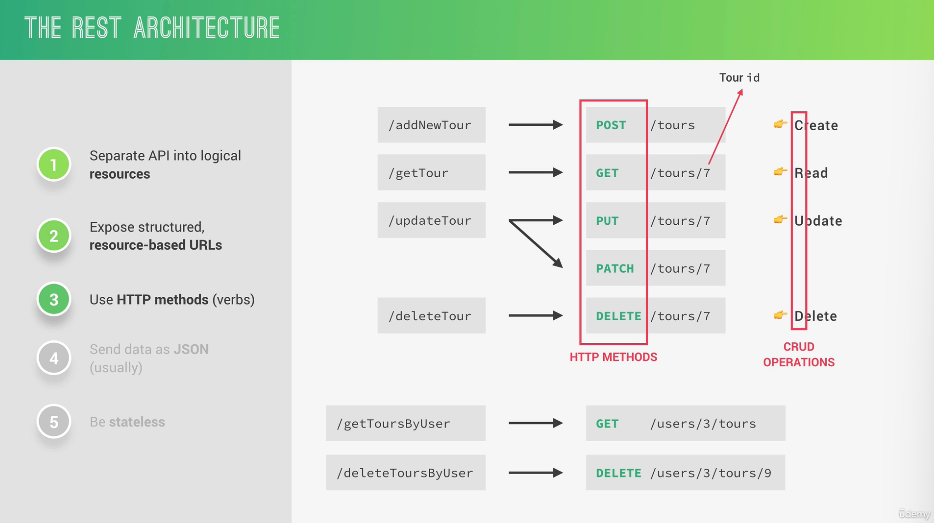 THE REST ARCHITECTURE
1
Separate API into logical
resources
2
Expose structured,
resource-based URLs
3
Use HTTP methods (verbs)
4
Send data as JSON
(usually)
5
Be stateless
Tour id
/addNewTour POST /tours Create
/getTour GET /tours/7 Read
/updateTour PUT /tours/7 Update
PATCH /tours/7
/deleteTour DELETE /tours/7 Delete
HTTP METHODS
CRUD
OPERATIONS
/getToursByUser GET /users/3/tours
/deleteToursByUser DELETE /users/3/tours/9